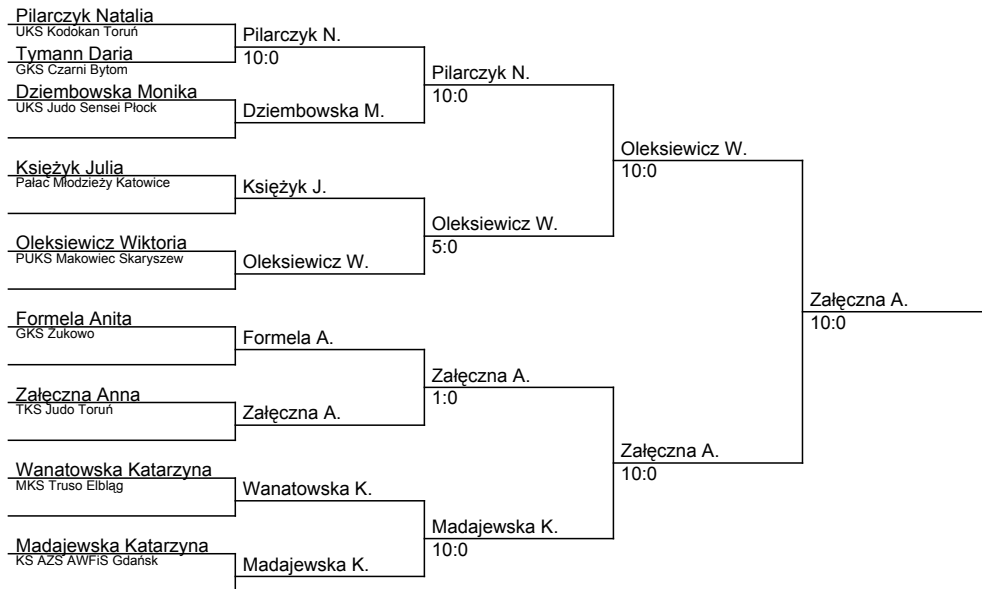 Pilarczyk Natalia
UKS Kodokan Toruń
Tymann Daria
GKS Czarni Bytom
Dziembowska Monika
UKS Judo Sensei Płock
Księżyk Julia
Pałac Młodzieży Katowice
Oleksiewicz Wiktoria
PUKS Makowiec Skaryszew
Formela Anita
GKS Żukowo
Załęczna Anna
TKS Judo Toruń
Wanatowska Katarzyna
MKS Truso Elbląg
Madajewska Katarzyna
KS AZS AWFiS Gdańsk
Pilarczyk N.
10:0
Dziembowska M.
Księżyk J.
Oleksiewicz W.
Formela A.
Załęczna A.
Wanatowska K.
Madajewska K.
Pilarczyk N.
10:0
Oleksiewicz W.
5:0
Załęczna A.
1:0
Madajewska K.
10:0
Oleksiewicz W.
10:0
Załęczna A.
10:0
Załęczna A.
10:0